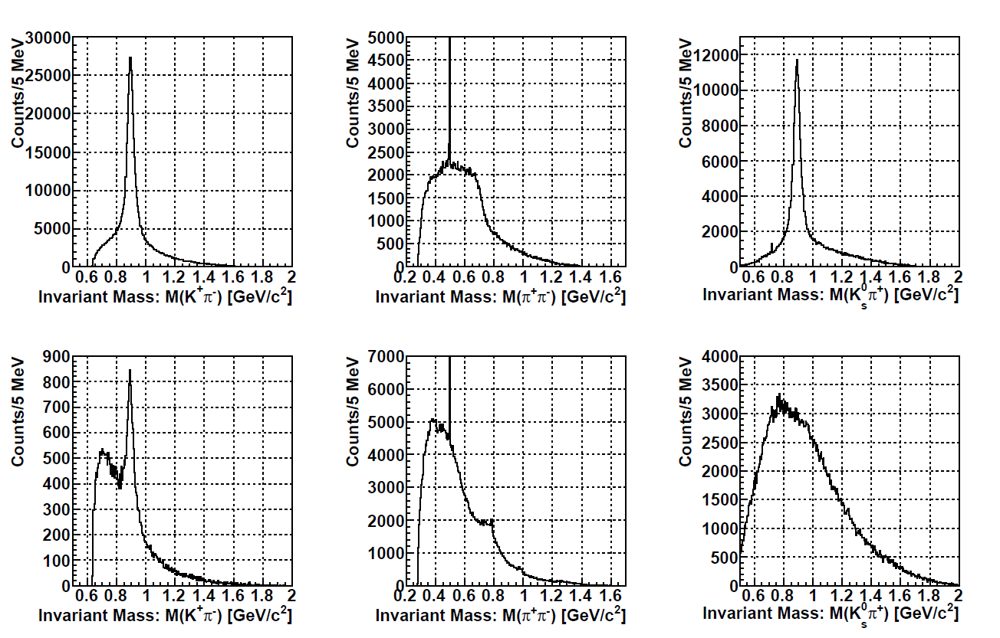 Counts/5 MeV
30000
25000
20000
15000
10000
5000
0
0.6 0.8 1 1.2 1.4 1.6 1.8 2
Invariant Mass: M(K⁺π⁻) [GeV/c²]
Counts/5 MeV
5000
4500
4000
3500
3000
2500
2000
1500
1000
500
0
0.2 0.4 0.6 0.8 1 1.2 1.4 1.6
Invariant Mass: M(π⁺π⁻) [GeV/c²]
Counts/5 MeV
12000
10000
8000
6000
4000
2000
0
0.6 0.8 1 1.2 1.4 1.6 1.8 2
Invariant Mass: M(K⁰ₛπ⁺) [GeV/c²]
Counts/5 MeV
900
800
700
600
500
400
300
200
100
0
0.6 0.8 1 1.2 1.4 1.6 1.8 2
Invariant Mass: M(K⁺π⁻) [GeV/c²]
Counts/5 MeV
7000
6000
5000
4000
3000
2000
1000
0
0.2 0.4 0.6 0.8 1 1.2 1.4 1.6
Invariant Mass: M(π⁺π⁻) [GeV/c²]
Counts/5 MeV
4000
3500
3000
2500
2000
1500
1000
500
0
0.6 0.8 1 1.2 1.4 1.6 1.8 2
Invariant Mass: M(K⁰ₛπ⁺) [GeV/c²]